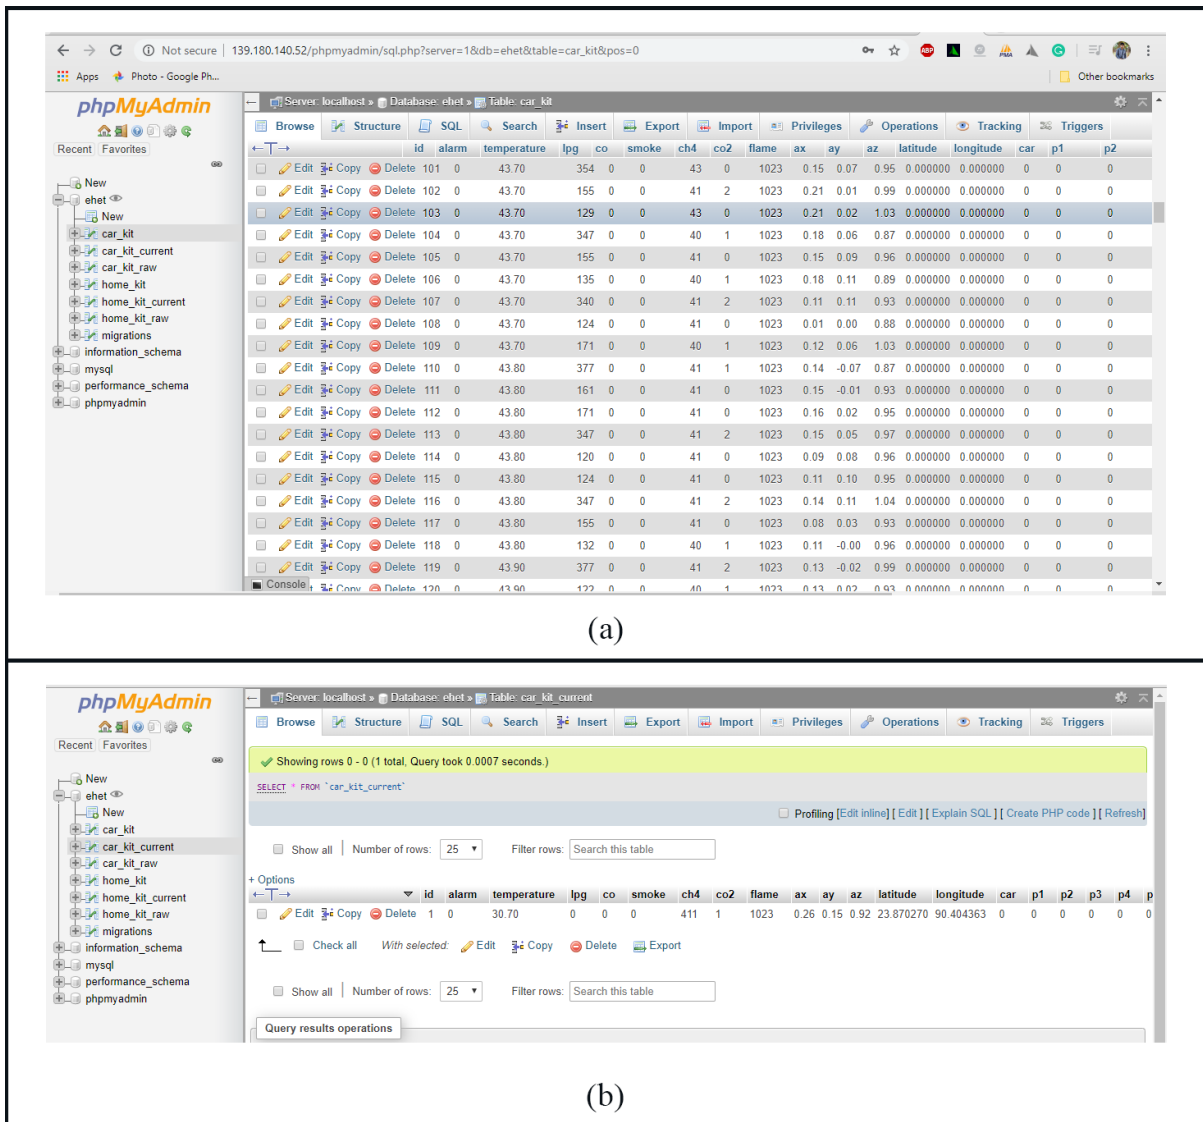 Not secure | 139.180.140.52/phpmyadmin/sql.php?server=1&db=ehet&table=car_kit&pos=0
Apps Photo - Google Ph... Other bookmarks
phpMyAdmin
Recent Favorites
New
ehet
New
car_kit
car_kit_current
car_kit_raw
home_kit
home_kit_current
home_kit_raw
migrations
information_schema
mysql
performance_schema
phpmyadmin
Server: localhost » Database: ehet » Table: car_kit
Browse Structure SQL Search Insert Export Import Privileges Operations Tracking Triggers
id alarm temperature lpg co smoke ch4 co2 flame ax ay az latitude longitude car p1 p2
Edit Copy Delete 101 0 43.70 354 0 0 43 0 1023 0.15 0.07 0.95 0.000000 0.000000 0 0 0
Edit Copy Delete 102 0 43.70 155 0 0 41 2 1023 0.21 0.01 0.99 0.000000 0.000000 0 0 0
Edit Copy Delete 103 0 43.70 129 0 0 43 0 1023 0.21 0.02 1.03 0.000000 0.000000 0 0 0
Edit Copy Delete 104 0 43.70 347 0 0 40 1 1023 0.18 0.06 0.87 0.000000 0.000000 0 0 0
Edit Copy Delete 105 0 43.70 155 0 0 41 0 1023 0.15 0.09 0.96 0.000000 0.000000 0 0 0
Edit Copy Delete 106 0 43.70 135 0 0 40 1 1023 0.18 0.11 0.89 0.000000 0.000000 0 0 0
Edit Copy Delete 107 0 43.70 340 0 0 41 2 1023 0.11 0.11 0.93 0.000000 0.000000 0 0 0
Edit Copy Delete 108 0 43.70 124 0 0 41 0 1023 0.01 0.00 0.88 0.000000 0.000000 0 0 0
Edit Copy Delete 109 0 43.70 171 0 0 40 1 1023 0.12 0.06 1.03 0.000000 0.000000 0 0 0
Edit Copy Delete 110 0 43.80 377 0 0 41 1 1023 0.14 -0.07 0.87 0.000000 0.000000 0 0 0
Edit Copy Delete 111 0 43.80 161 0 0 41 0 1023 0.15 -0.01 0.93 0.000000 0.000000 0 0 0
Edit Copy Delete 112 0 43.80 171 0 0 41 0 1023 0.16 0.02 0.95 0.000000 0.000000 0 0 0
Edit Copy Delete 113 0 43.80 347 0 0 41 2 1023 0.15 0.05 0.97 0.000000 0.000000 0 0 0
Edit Copy Delete 114 0 43.80 120 0 0 41 0 1023 0.09 0.08 0.96 0.000000 0.000000 0 0 0
Edit Copy Delete 115 0 43.80 124 0 0 41 0 1023 0.11 0.10 0.95 0.000000 0.000000 0 0 0
Edit Copy Delete 116 0 43.80 347 0 0 41 2 1023 0.14 0.11 1.04 0.000000 0.000000 0 0 0
Edit Copy Delete 117 0 43.80 155 0 0 41 0 1023 0.08 0.03 0.93 0.000000 0.000000 0 0 0
Edit Copy Delete 118 0 43.80 132 0 0 40 1 1023 0.11 -0.00 0.96 0.000000 0.000000 0 0 0
Edit Copy Delete 119 0 43.90 377 0 0 41 2 1023 0.13 -0.02 0.99 0.000000 0.000000 0 0 0
Console Copy Delete 120 0 43.90 122 0 0 40 1 1023 0.13 0.02 0.93 0.000000 0.000000 0 0 0
(a)
phpMyAdmin
Recent Favorites
New
ehet
New
car_kit
car_kit_current
car_kit_raw
home_kit
home_kit_current
home_kit_raw
migrations
information_schema
mysql
performance_schema
phpmyadmin
Server: localhost » Database: ehet » Table: car_kit_current
Browse Structure SQL Search Insert Export Import Privileges Operations Tracking Triggers
Showing rows 0 - 0 (1 total, Query took 0.0007 seconds.)
SELECT * FROM `car_kit_current`
Profiling [Edit inline] [ Edit ] [ Explain SQL ] [ Create PHP code ] [ Refresh]
Show all | Number of rows: 25 Filter rows: Search this table
+ Options
id alarm temperature lpg co smoke ch4 co2 flame ax ay az latitude longitude car p1 p2 p3 p4 p
Edit Copy Delete 1 0 30.70 0 0 0 411 1 1023 0.26 0.15 0.92 23.870270 90.404363 0 0 0 0 0 0
Check all With selected: Edit Copy Delete Export
Show all | Number of rows: 25 Filter rows: Search this table
Query results operations
(b)